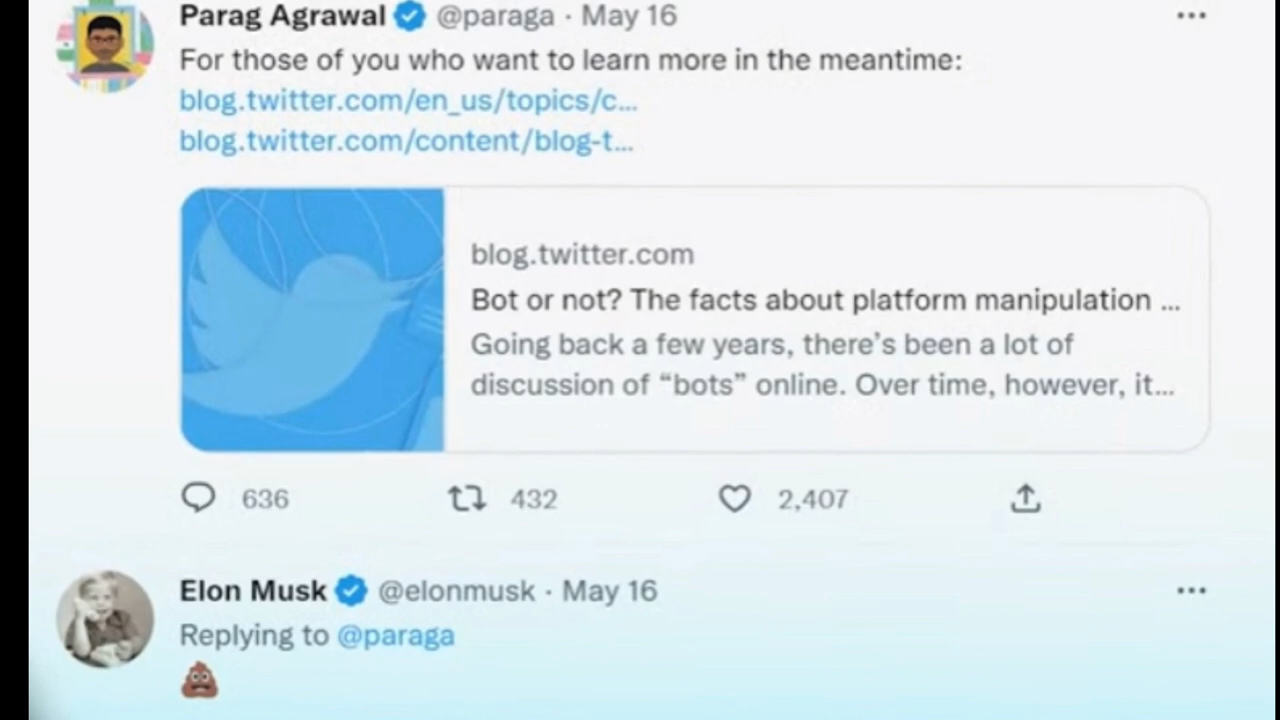 Parag Agrawal @paraga · May 16 ...
For those of you who want to learn more in the meantime:
blog.twitter.com/en_us/topics/c...
blog.twitter.com/content/blog-t...
blog.twitter.com
Bot or not? The facts about platform manipulation ...
Going back a few years, there’s been a lot of
discussion of “bots” online. Over time, however, it...
636 432 2,407
Elon Musk @elonmusk · May 16 ...
Replying to @paraga
💩